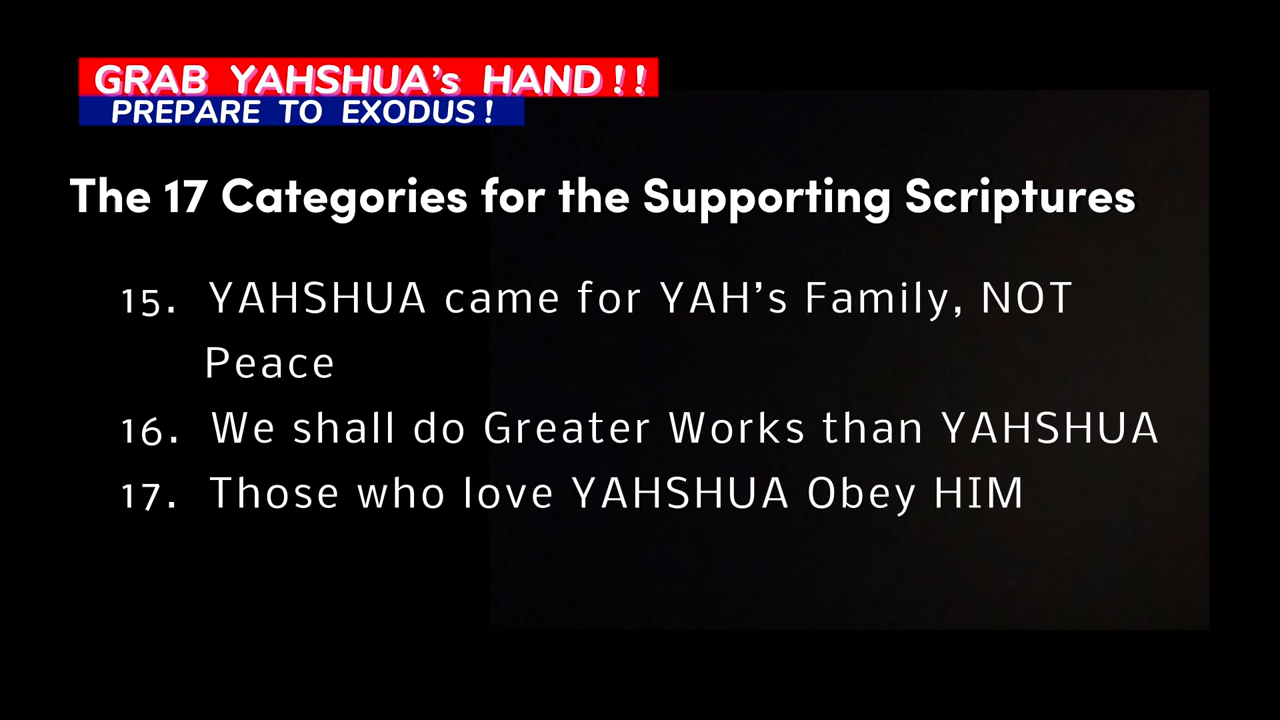 GRAB YAHSHUA's HAND !!
PREPARE TO EXODUS !
The 17 Categories for the Supporting Scriptures
15. YAHSHUA came for YAH's Family, NOT
Peace
16. We shall do Greater Works than YAHSHUA
17. Those who love YAHSHUA Obey HIM